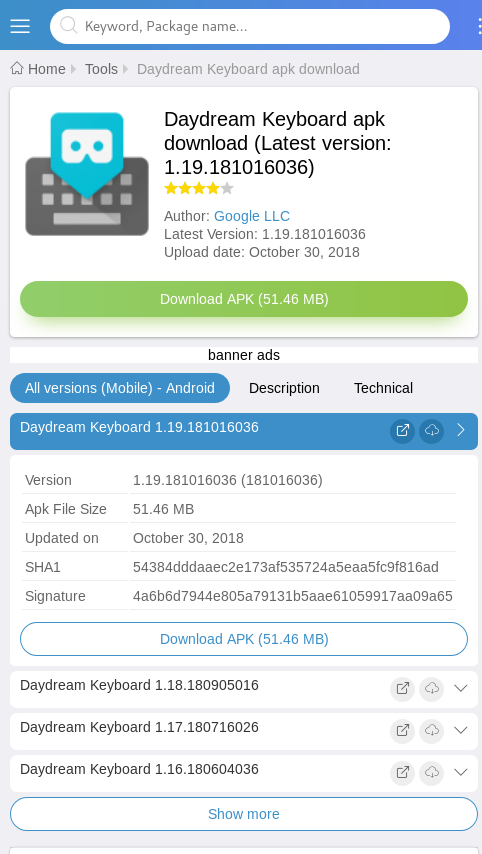 Keyword, Package name...
Home Tools Daydream Keyboard apk download
Daydream Keyboard apk
download (Latest version:
1.19.181016036)
Author: Google LLC
Latest Version: 1.19.181016036
Upload date: October 30, 2018
Download APK (51.46 MB)
banner ads
All versions (Mobile) - Android Description Technical
Daydream Keyboard 1.19.181016036
Version 1.19.181016036 (181016036)
Apk File Size 51.46 MB
Updated on October 30, 2018
SHA1 54384dddaaec2e173af535724a5eaa5fc9f816ad
Signature 4a6b6d7944e805a79131b5aae61059917aa09a65
Download APK (51.46 MB)
Daydream Keyboard 1.18.180905016
Daydream Keyboard 1.17.180716026
Daydream Keyboard 1.16.180604036
Show more